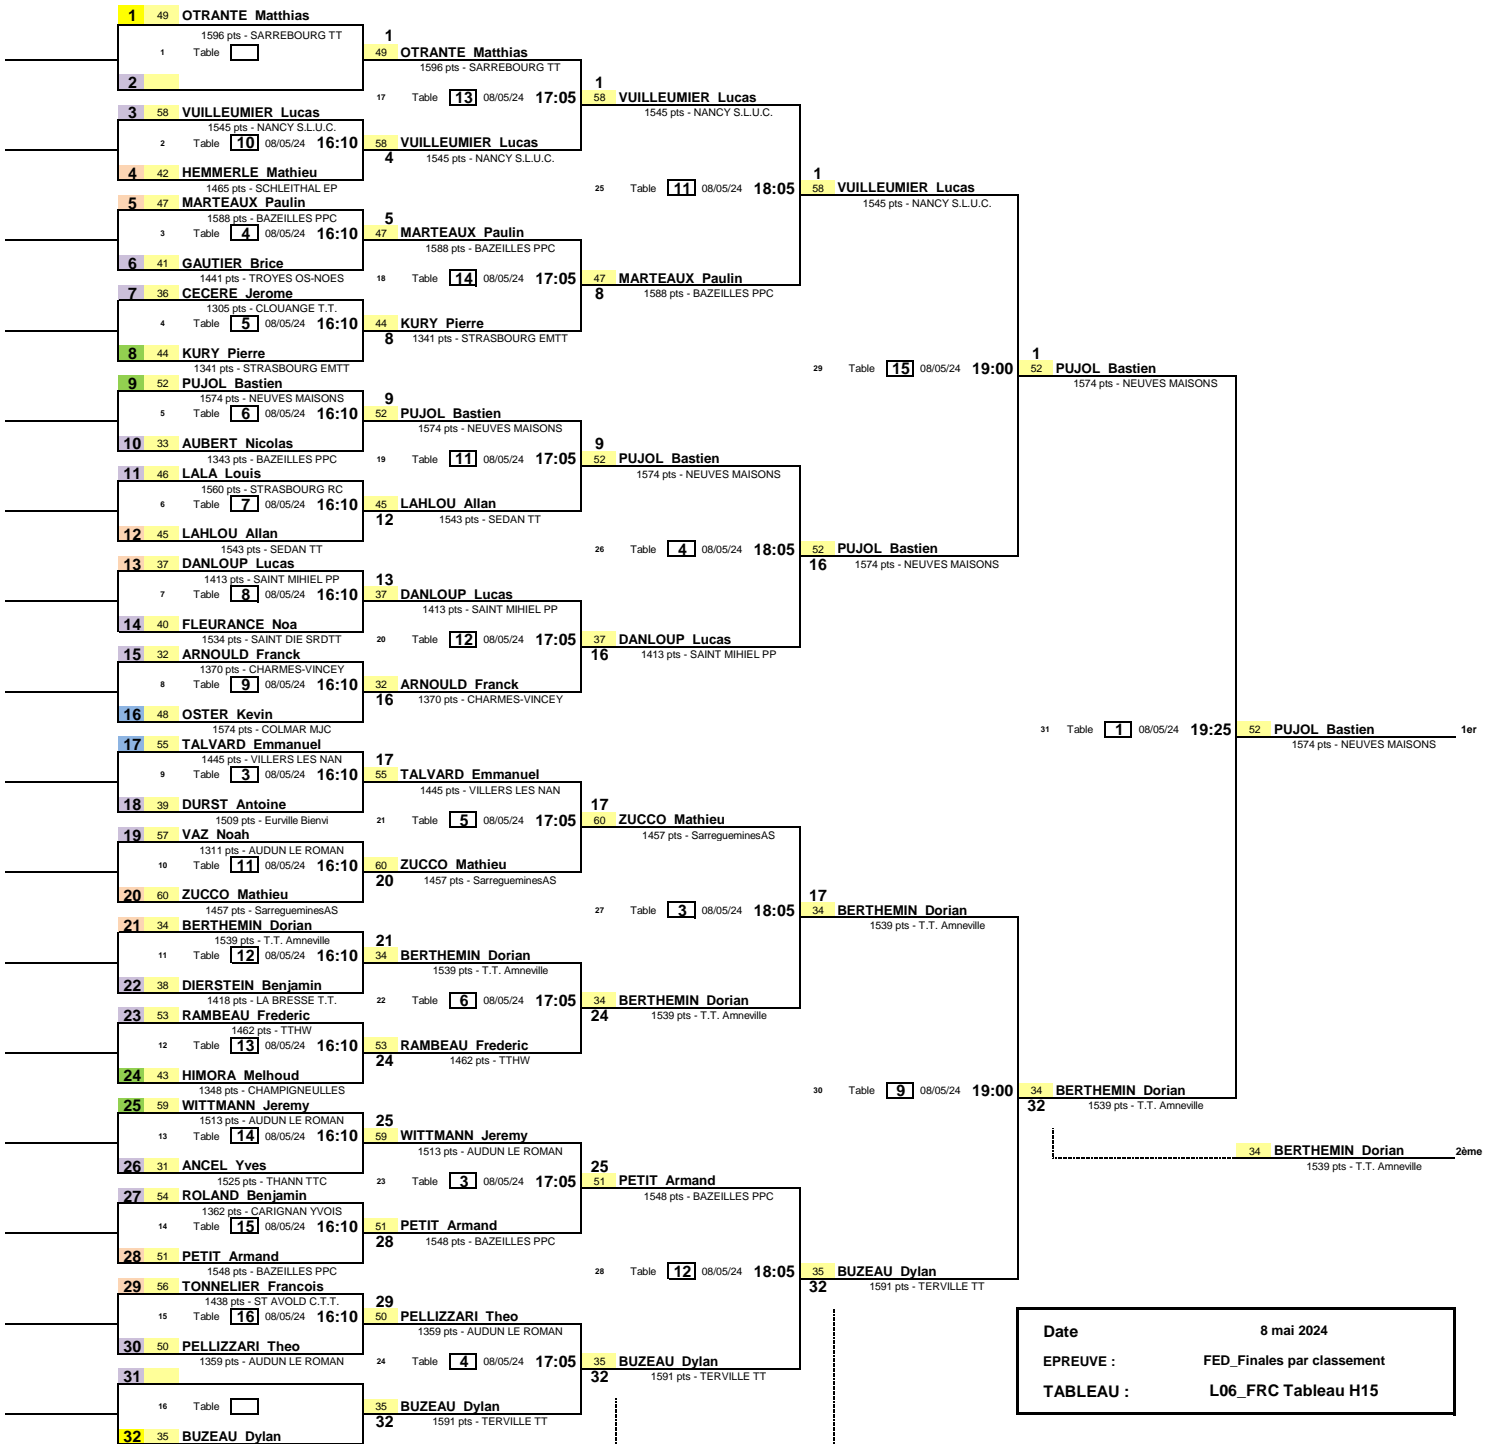 1 49 OTRANTE Matthias
1596 pts - SARREBOURG TT
1 Table
2
3 58 VUILLEUMIER Lucas
1545 pts - NANCY S.L.U.C.
2 Table 10 08/05/24 16:10
4 42 HEMMERLE Mathieu
1465 pts - SCHLEITHAL EP
5 47 MARTEAUX Paulin
1588 pts - BAZEILLES PPC
3 Table 4 08/05/24 16:10
6 41 GAUTIER Brice
1441 pts - TROYES OS-NOES
7 36 CECERE Jerome
1305 pts - CLOUANGE T.T.
4 Table 5 08/05/24 16:10
8 44 KURY Pierre
1341 pts - STRASBOURG EMTT
9 52 PUJOL Bastien
1574 pts - NEUVES MAISONS
5 Table 6 08/05/24 16:10
10 33 AUBERT Nicolas
1343 pts - BAZEILLES PPC
11 46 LALA Louis
1560 pts - STRASBOURG RC
6 Table 7 08/05/24 16:10
12 45 LAHLOU Allan
1543 pts - SEDAN TT
13 37 DANLOUP Lucas
1413 pts - SAINT MIHIEL PP
7 Table 8 08/05/24 16:10
14 40 FLEURANCE Noa
1534 pts - SAINT DIE SRDTT
15 32 ARNOULD Franck
1370 pts - CHARMES-VINCEY
8 Table 9 08/05/24 16:10
16 48 OSTER Kevin
1574 pts - COLMAR MJC
17 55 TALVARD Emmanuel
1445 pts - VILLERS LES NAN
9 Table 3 08/05/24 16:10
18 39 DURST Antoine
1509 pts - Eurville Bienvi
19 57 VAZ Noah
1311 pts - AUDUN LE ROMAN
10 Table 11 08/05/24 16:10
20 60 ZUCCO Mathieu
1457 pts - SarregueminesAS
21 34 BERTHEMIN Dorian
1539 pts - T.T. Amneville
11 Table 12 08/05/24 16:10
22 38 DIERSTEIN Benjamin
1418 pts - LA BRESSE T.T.
23 53 RAMBEAU Frederic
1462 pts - TTHW
12 Table 13 08/05/24 16:10
24 43 HIMORA Melhoud
1348 pts - CHAMPIGNEULLES
25 59 WITTMANN Jeremy
1513 pts - AUDUN LE ROMAN
13 Table 14 08/05/24 16:10
26 31 ANCEL Yves
1525 pts - THANN TTC
27 54 ROLAND Benjamin
1362 pts - CARIGNAN YVOIS
14 Table 15 08/05/24 16:10
28 51 PETIT Armand
1548 pts - BAZEILLES PPC
29 56 TONNELIER Francois
1438 pts - ST AVOLD C.T.T.
15 Table 16 08/05/24 16:10
30 50 PELLIZZARI Theo
1359 pts - AUDUN LE ROMAN
31
16 Table
32 35 BUZEAU Dylan
1
49 OTRANTE Matthias
1596 pts - SARREBOURG TT
17 Table 13 08/05/24 17:05
58 VUILLEUMIER Lucas
4 1545 pts - NANCY S.L.U.C.
5
47 MARTEAUX Paulin
1588 pts - BAZEILLES PPC
18 Table 14 08/05/24 17:05
44 KURY Pierre
8 1341 pts - STRASBOURG EMTT
9
52 PUJOL Bastien
1574 pts - NEUVES MAISONS
19 Table 11 08/05/24 17:05
45 LAHLOU Allan
12 1543 pts - SEDAN TT
13
37 DANLOUP Lucas
1413 pts - SAINT MIHIEL PP
20 Table 12 08/05/24 17:05
32 ARNOULD Franck
16 1370 pts - CHARMES-VINCEY
17
55 TALVARD Emmanuel
1445 pts - VILLERS LES NAN
21 Table 5 08/05/24 17:05
60 ZUCCO Mathieu
20 1457 pts - SarregueminesAS
21
34 BERTHEMIN Dorian
1539 pts - T.T. Amneville
22 Table 6 08/05/24 17:05
53 RAMBEAU Frederic
24 1462 pts - TTHW
25
59 WITTMANN Jeremy
1513 pts - AUDUN LE ROMAN
23 Table 3 08/05/24 17:05
51 PETIT Armand
28 1548 pts - BAZEILLES PPC
29
50 PELLIZZARI Theo
1359 pts - AUDUN LE ROMAN
24 Table 4 08/05/24 17:05
35 BUZEAU Dylan
32 1591 pts - TERVILLE TT
1
58 VUILLEUMIER Lucas
1545 pts - NANCY S.L.U.C.
25 Table 11 08/05/24 18:05
47 MARTEAUX Paulin
8 1588 pts - BAZEILLES PPC
9
52 PUJOL Bastien
1574 pts - NEUVES MAISONS
26 Table 4 08/05/24 18:05
37 DANLOUP Lucas
16 1413 pts - SAINT MIHIEL PP
17
60 ZUCCO Mathieu
1457 pts - SarregueminesAS
27 Table 3 08/05/24 18:05
34 BERTHEMIN Dorian
24 1539 pts - T.T. Amneville
25
51 PETIT Armand
1548 pts - BAZEILLES PPC
28 Table 12 08/05/24 18:05
35 BUZEAU Dylan
32 1591 pts - TERVILLE TT
1
58 VUILLEUMIER Lucas
1545 pts - NANCY S.L.U.C.
29 Table 15 08/05/24 19:00
52 PUJOL Bastien
16 1574 pts - NEUVES MAISONS
17
34 BERTHEMIN Dorian
1539 pts - T.T. Amneville
30 Table 9 08/05/24 19:00
35 BUZEAU Dylan
32 1591 pts - TERVILLE TT
1
52 PUJOL Bastien
1574 pts - NEUVES MAISONS
31 Table 1 08/05/24 19:25
34 BERTHEMIN Dorian
32 1539 pts - T.T. Amneville
52 PUJOL Bastien 1er
1574 pts - NEUVES MAISONS
34 BERTHEMIN Dorian 2ème
1539 pts - T.T. Amneville
Date 8 mai 2024
EPREUVE : FED_Finales par classement
TABLEAU : L06_FRC Tableau H15